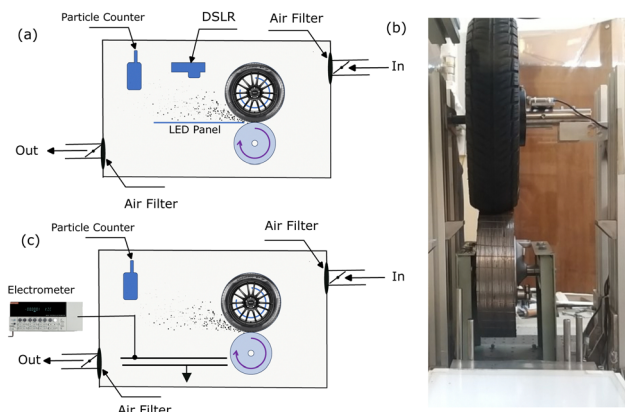 (a)
Particle Counter
DSLR
Air Filter
In
LED Panel
Out
Air Filter
(b)
(c)
Particle Counter
Air Filter
In
Electrometer
Out
Air Filter